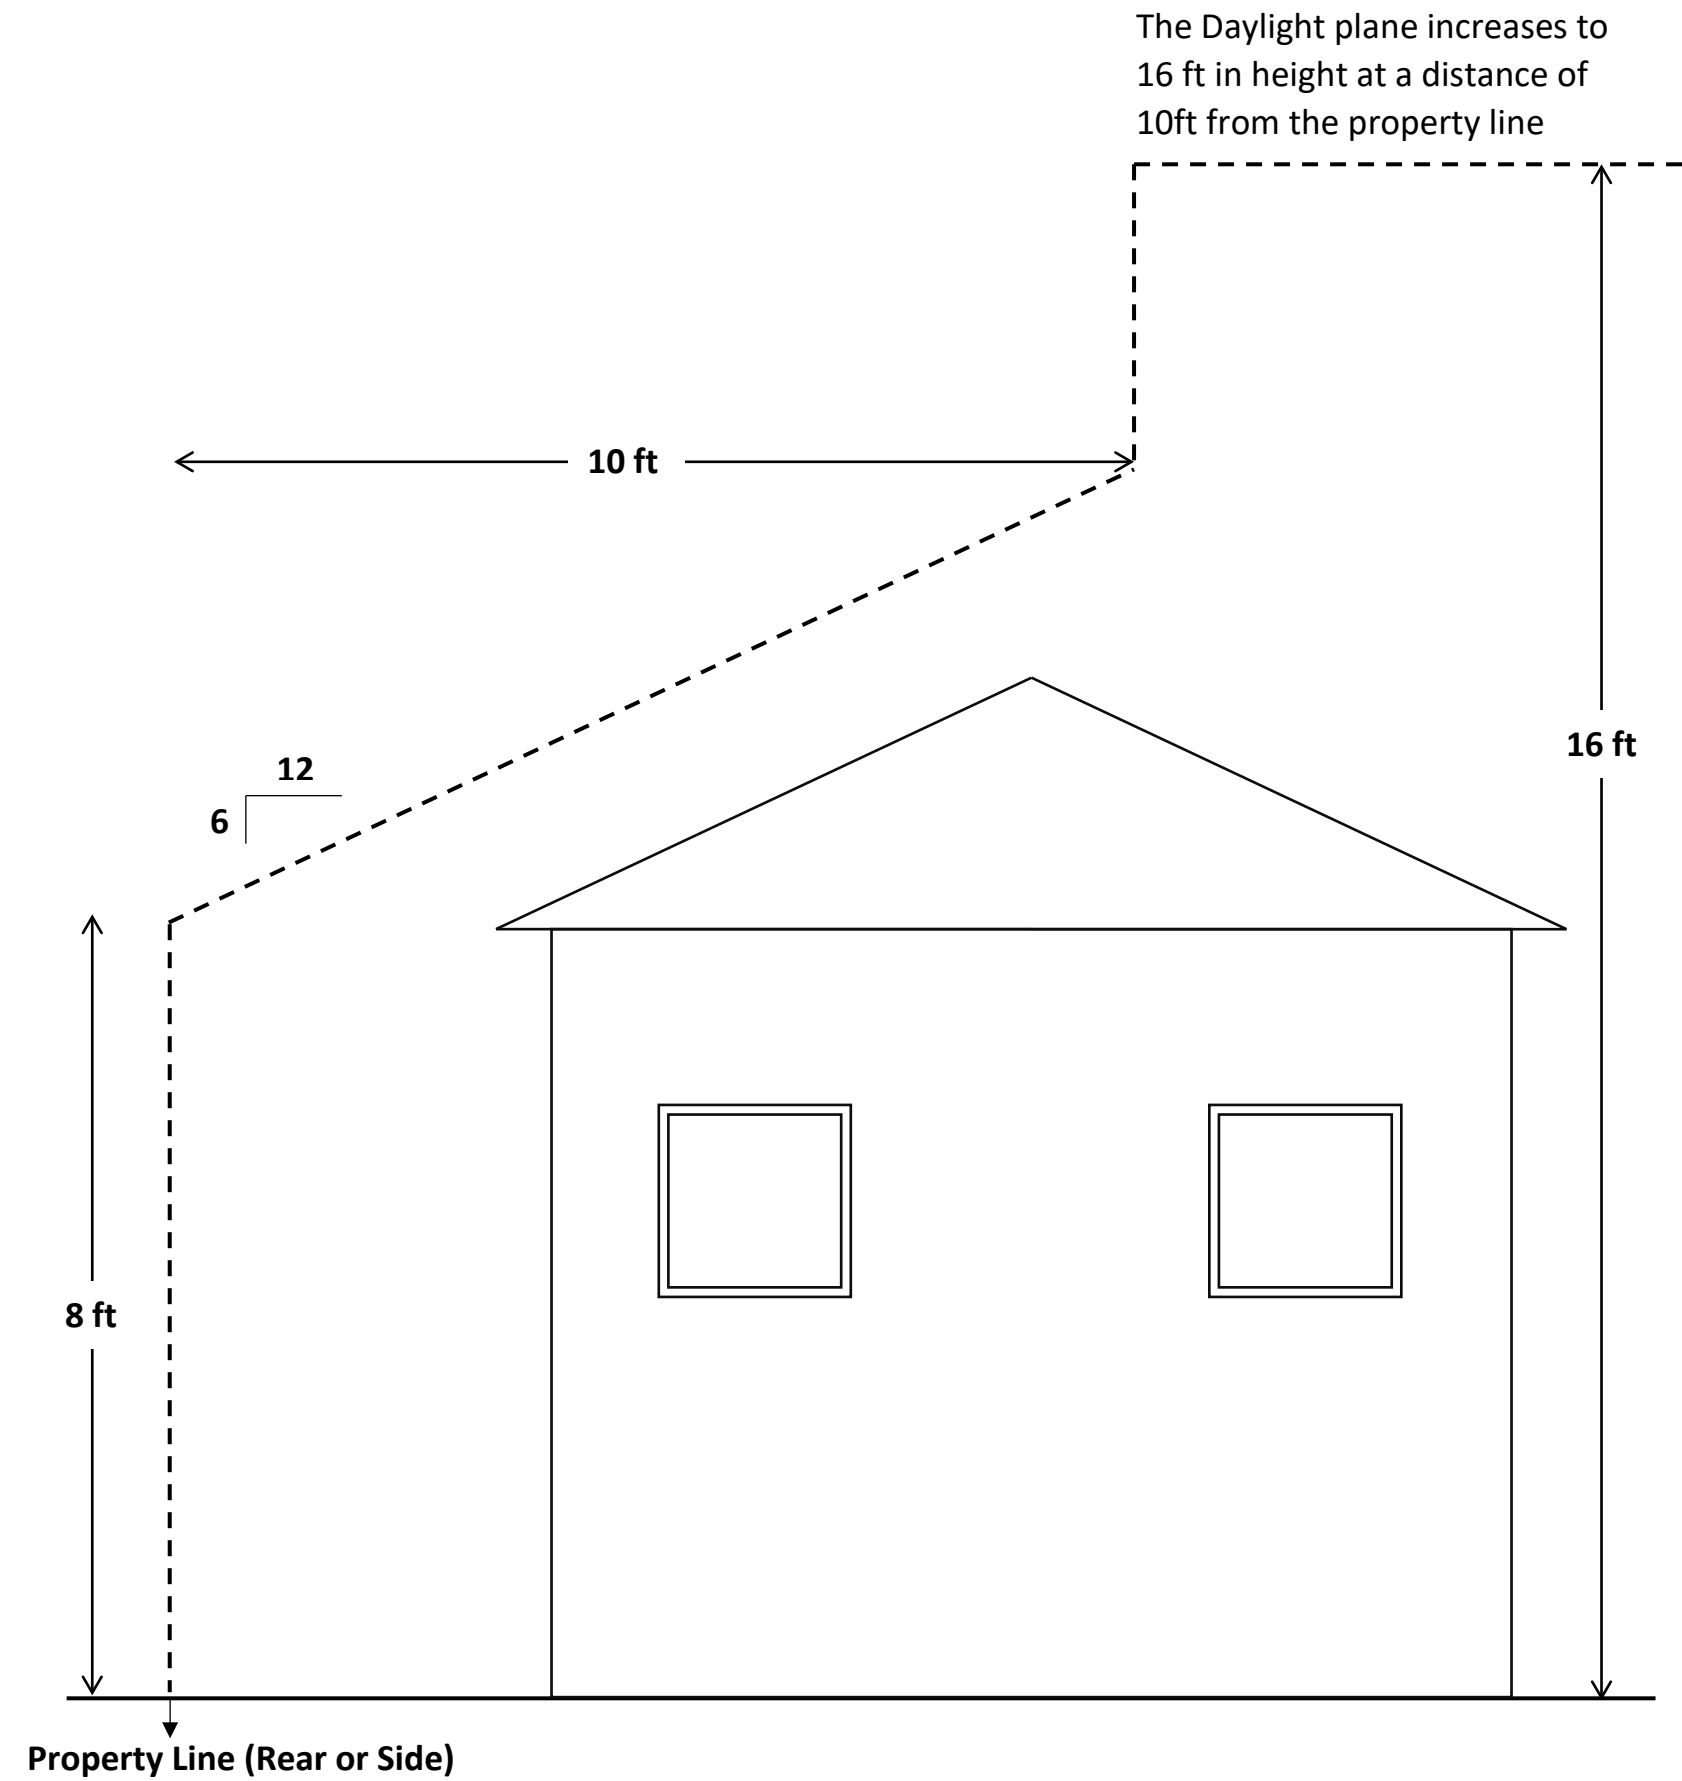 The Daylight plane increases to
16 ft in height at a distance of
10ft from the property line
10 ft
16 ft
12
6
8 ft
Property Line (Rear or Side)